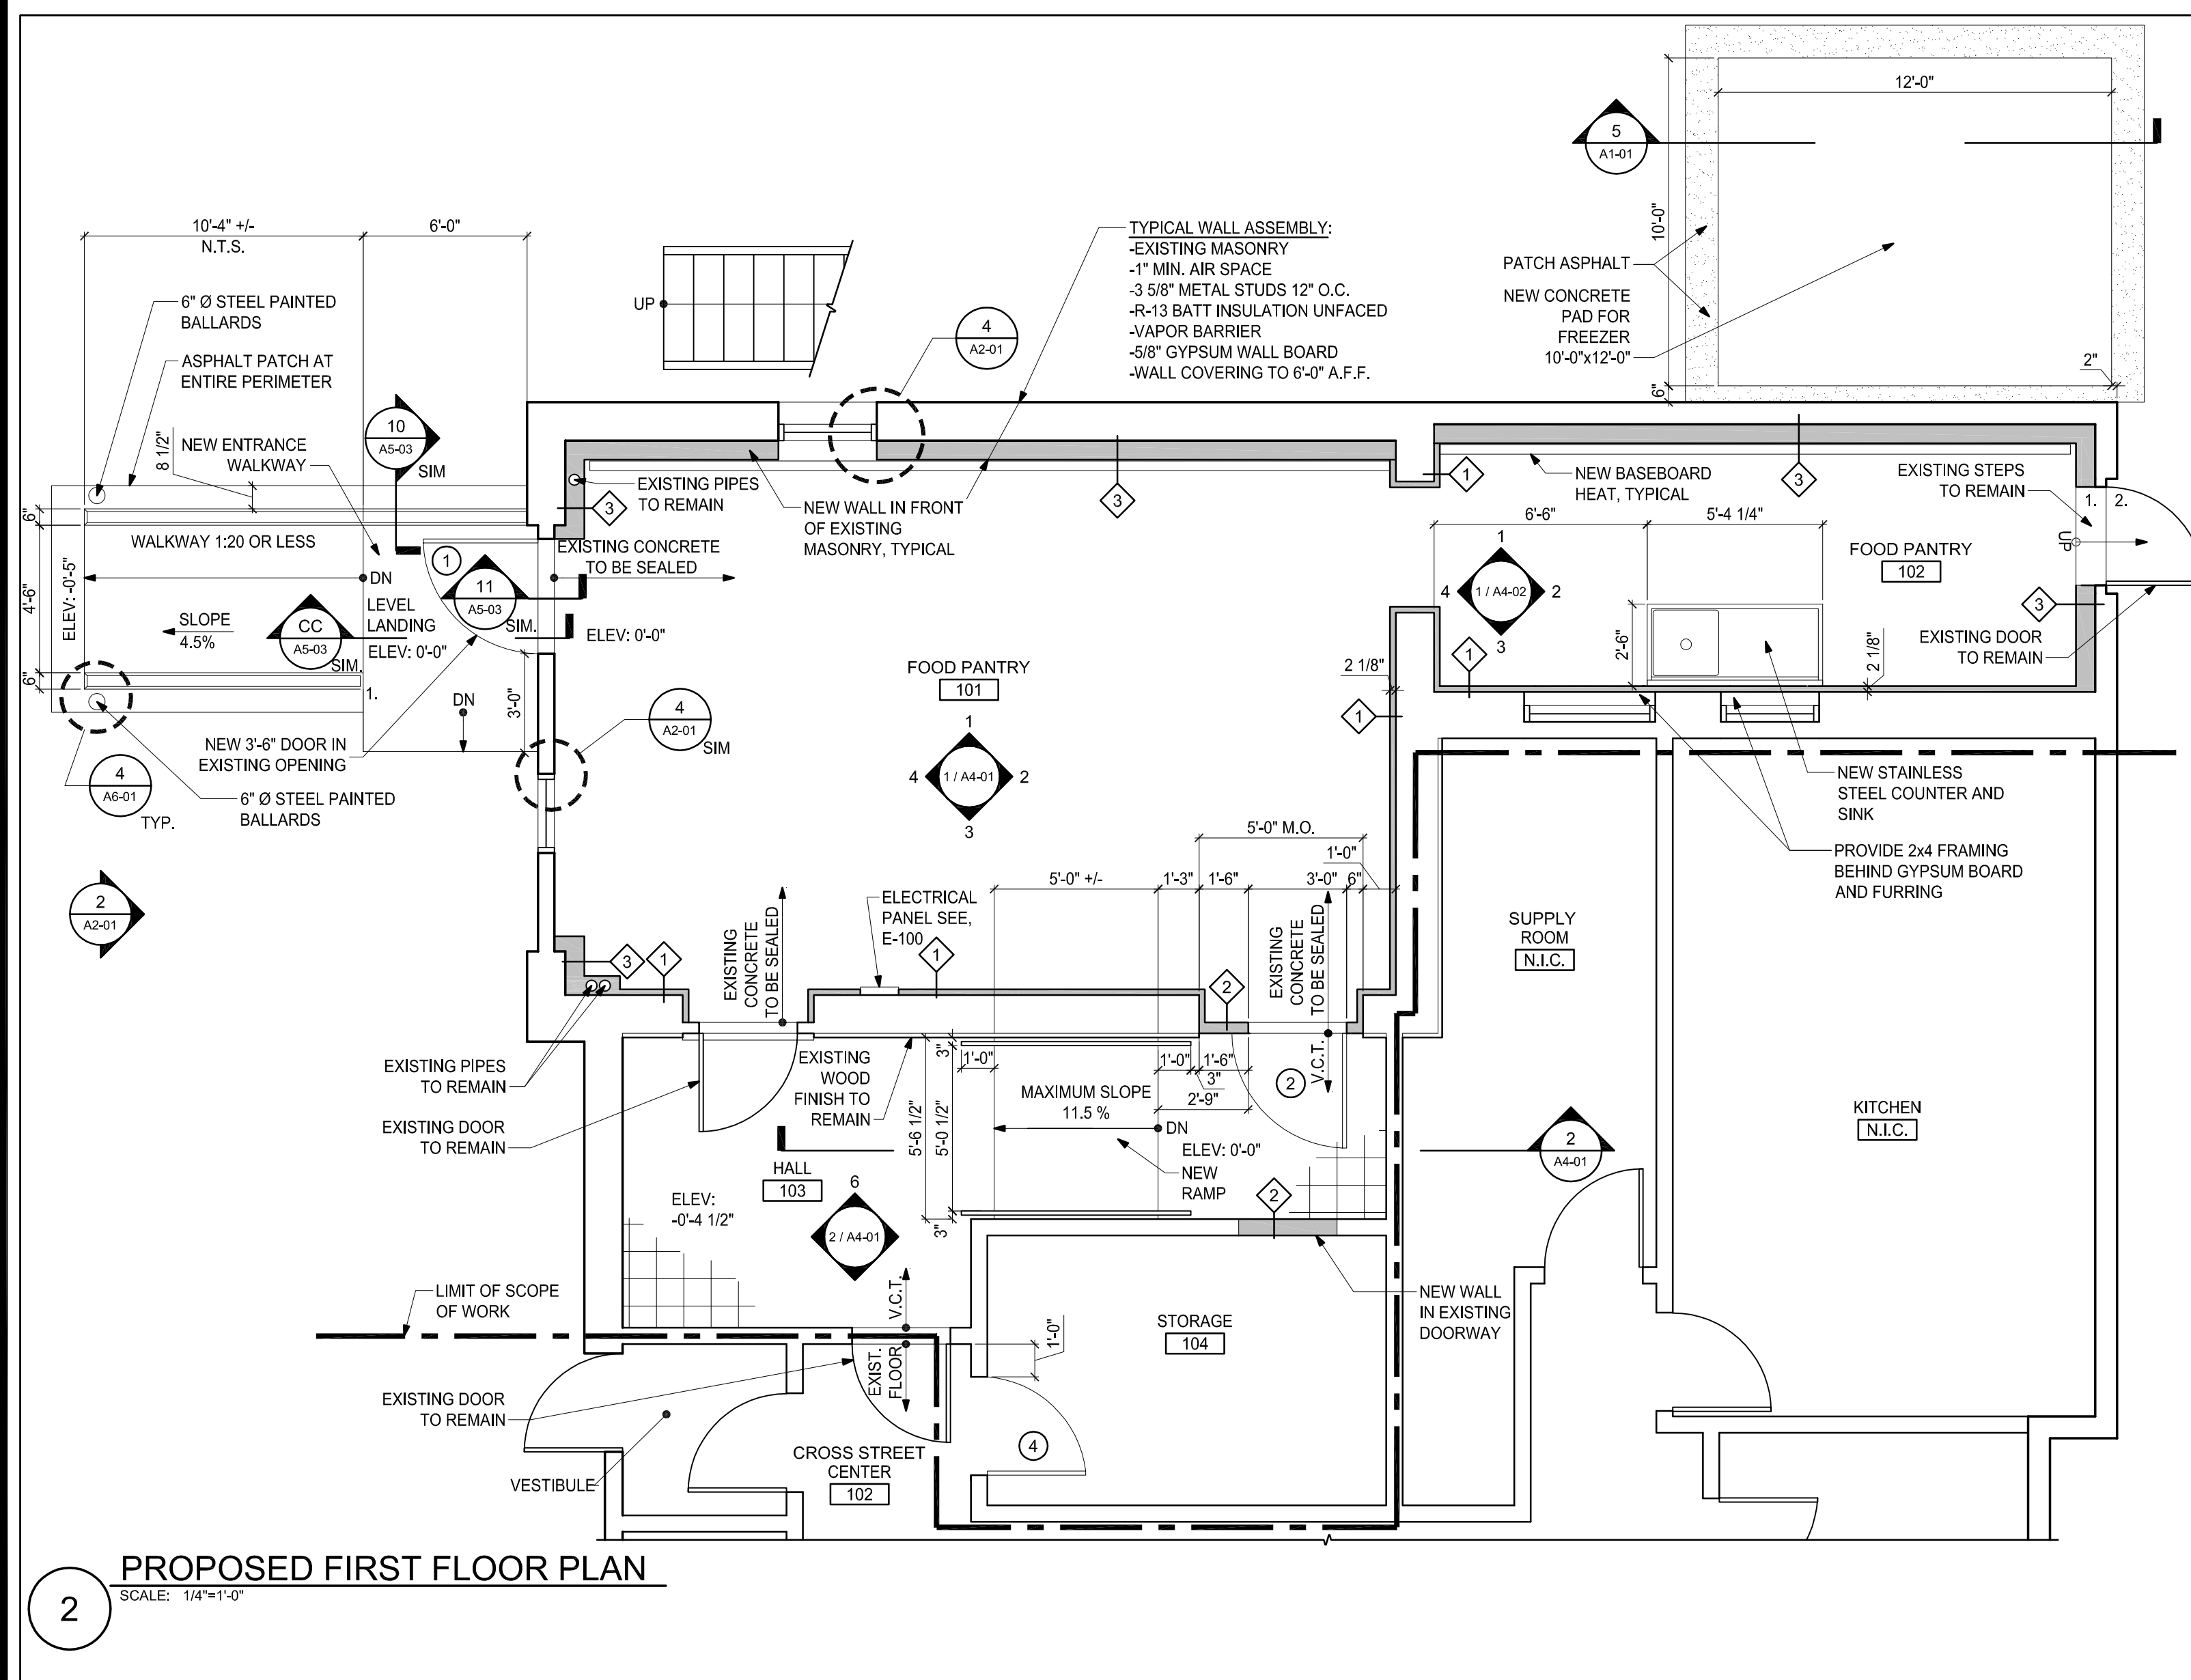 12'-0"
5
A1-01
10'-0"
PATCH ASPHALT
NEW CONCRETE
PAD FOR
FREEZER
10'-0"x12'-0"
2"
6"
10'-4" +/-
N.T.S.
6'-0"
6" Ø STEEL PAINTED
BALLARDS
ASPHALT PATCH AT
ENTIRE PERIMETER
UP
4
A2-01
TYPICAL WALL ASSEMBLY:
-EXISTING MASONRY
-1" MIN. AIR SPACE
-3 5/8" METAL STUDS 12" O.C.
-R-13 BATT INSULATION UNFACED
-VAPOR BARRIER
-5/8" GYPSUM WALL BOARD
-WALL COVERING TO 6'-0" A.F.F.
10
A5-03
SIM
8 1/2"
NEW ENTRANCE
WALKWAY
EXISTING PIPES
TO REMAIN
3
NEW WALL IN FRONT
OF EXISTING
MASONRY, TYPICAL
3
1
NEW BASEBOARD
HEAT, TYPICAL
3
EXISTING STEPS
TO REMAIN
1. 2.
UP
6"
4'-6"
6"
ELEV: -0'-5"
WALKWAY 1:20 OR LESS
DN
SLOPE
4.5%
LEVEL
LANDING
ELEV: 0'-0"
CC
A5-03
SIM.
1
11
A5-03
SIM.
EXISTING CONCRETE
TO BE SEALED
ELEV: 0'-0"
1.
DN
3'-0"
4
A2-01
SIM
FOOD PANTRY
101
1
4 1 / A4-01 2
3
6'-6"
5'-4 1/4"
1
4 1 / A4-02 2
3
FOOD PANTRY
102
3
2'-6"
2 1/8"
1
2 1/8"
1
EXISTING DOOR
TO REMAIN
NEW 3'-6" DOOR IN
EXISTING OPENING
4
A6-01
TYP.
6" Ø STEEL PAINTED
BALLARDS
2
A2-01
NEW STAINLESS
STEEL COUNTER AND
SINK
PROVIDE 2x4 FRAMING
BEHIND GYPSUM BOARD
AND FURRING
5'-0" M.O.
1'-0"
5'-0" +/-
1'-3"
1'-6"
3'-0"
6"
ELECTRICAL
PANEL SEE,
E-100
1
3
1
EXISTING
CONCRETE
TO BE SEALED
2
EXISTING
CONCRETE
TO BE SEALED
SUPPLY
ROOM
N.I.C.
EXISTING PIPES
TO REMAIN
EXISTING DOOR
TO REMAIN
EXISTING
WOOD
FINISH TO
REMAIN
3"
1'-0"
5'-6 1/2"
5'-0 1/2"
3"
MAXIMUM SLOPE
11.5 %
1'-0"
1'-6"
3"
2'-9"
2
V.C.T.
DN
ELEV: 0'-0"
NEW
RAMP
2
2
A4-01
KITCHEN
N.I.C.
HALL
103
ELEV:
-0'-4 1/2"
6
2 / A4-01
LIMIT OF SCOPE
OF WORK
V.C.T.
EXIST.
FLOOR
1'-0"
STORAGE
104
NEW WALL
IN EXISTING
DOORWAY
EXISTING DOOR
TO REMAIN
4
CROSS STREET
CENTER
102
VESTIBULE
2
PROPOSED FIRST FLOOR PLAN
SCALE: 1/4"=1'-0"